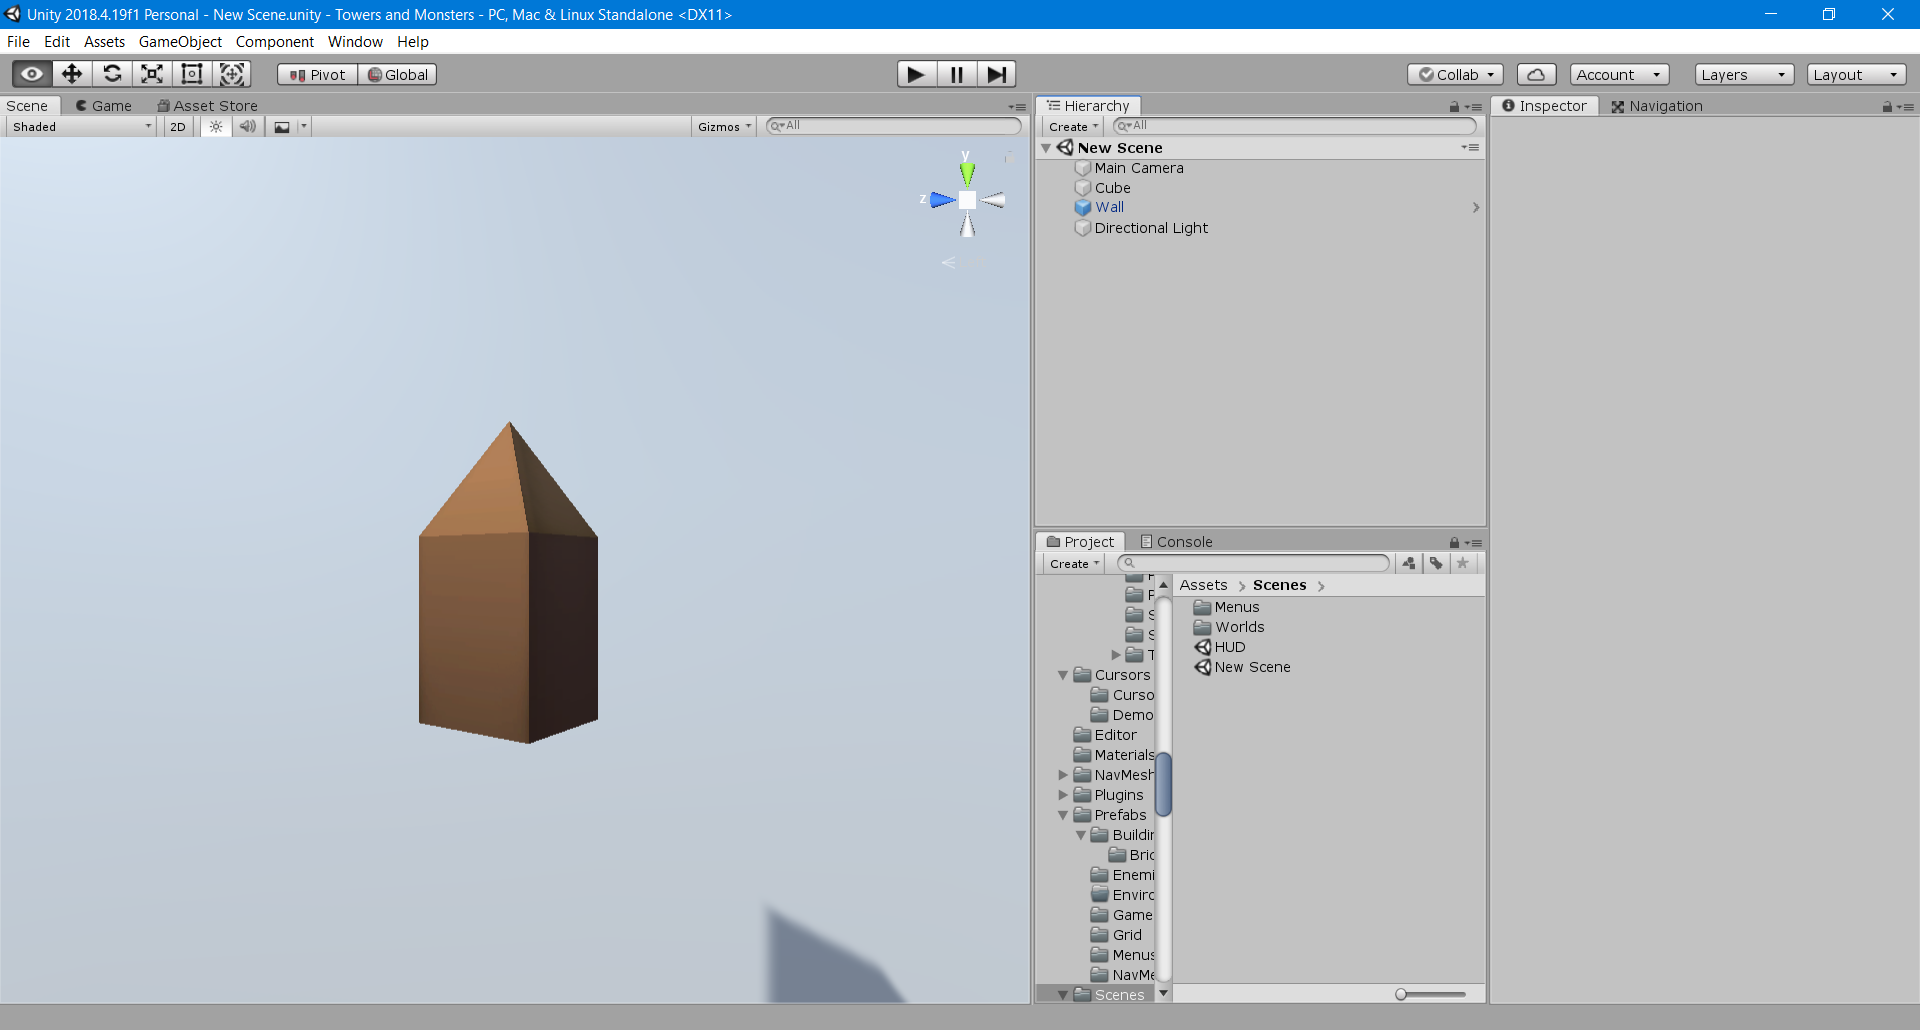 Unity 2018.4.19f1 Personal - New Scene.unity - Towers and Monsters - PC, Mac & Linux Standalone <DX11>
File Edit Assets GameObject Component Window Help
Pivot Global Collab Account Layers Layout
Scene Game Asset Store
Shaded 2D Gizmos All
y
z
Hierarchy
Create All
New Scene
Main Camera
Cube
Wall
Directional Light
Project Console
Create
Cursors
Curso
Demo
Editor
Materials
NavMesh
Plugins
Prefabs
Buildin
Bric
Enemi
Enviro
Game
Grid
Menus
NavMe
Scenes
Assets Scenes
Menus
Worlds
HUD
New Scene
Inspector Navigation